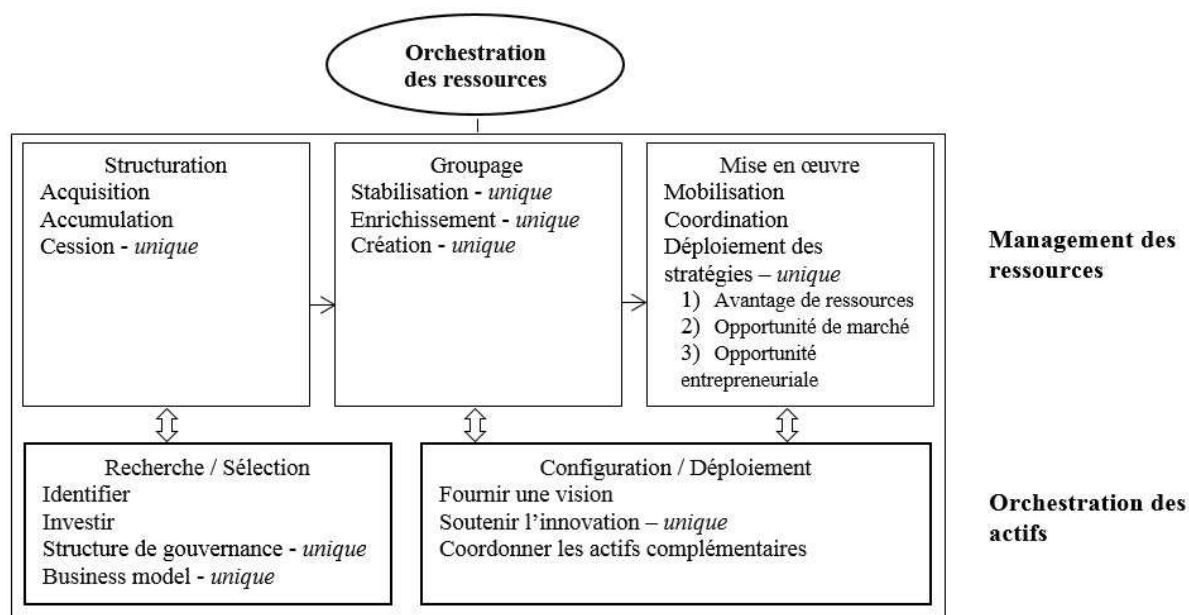 Orchestration
des ressources
Structuration
Acquisition
Accumulation
Cession - unique
Groupage
Stabilisation - unique
Enrichissement - unique
Création - unique
Mise en œuvre
Mobilisation
Coordination
Déploiement des
stratégies – unique
1) Avantage de ressources
2) Opportunité de marché
3) Opportunité
entrepreneuriale
Management des
ressources
Recherche / Sélection
Identifier
Investir
Structure de gouvernance - unique
Business model - unique
Configuration / Déploiement
Fournir une vision
Soutenir l’innovation – unique
Coordonner les actifs complémentaires
Orchestration des
actifs